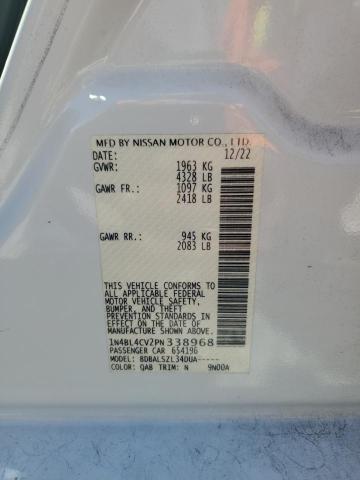 MFD BY NISSAN MOTOR CO., LTD.
DATE: 12/22
GVWR: 1963 KG
4328 LB
GAWR FR.: 1097 KG
2418 LB
GAWR RR.: 945 KG
2083 LB
THIS VEHICLE CONFORMS TO
ALL APPLICABLE FEDERAL
MOTOR VEHICLE SAFETY,
BUMPER, AND THEFT
PREVENTION STANDARDS
IN EFFECT ON THE DATE OF
MANUFACTURE SHOWN ABOVE.
1N4BL4CV2PN338968
PASSENGER CAR 654196
MODEL: BDBALSZL34DUA-----
COLOR: QAB TRIM: N 9N00A